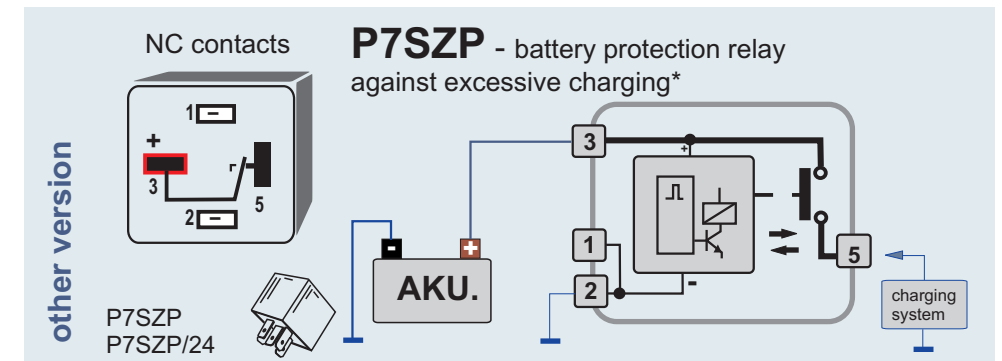 NC contacts
P7SZP - battery protection relay
against excessive charging*
other version
1 -
+
3
5
2 -
P7SZP
P7SZP/24
- +
AKU.
3
1
2
+
-
5
charging
system